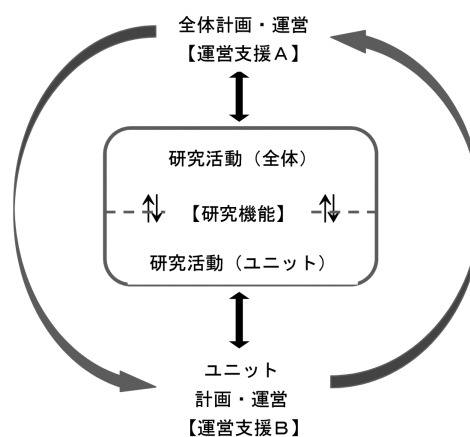 全体計画・運営
【運営支援A】
研究活動（全体）
【研究機能】
研究活動（ユニット）
ユニット
計画・運営
【運営支援B】